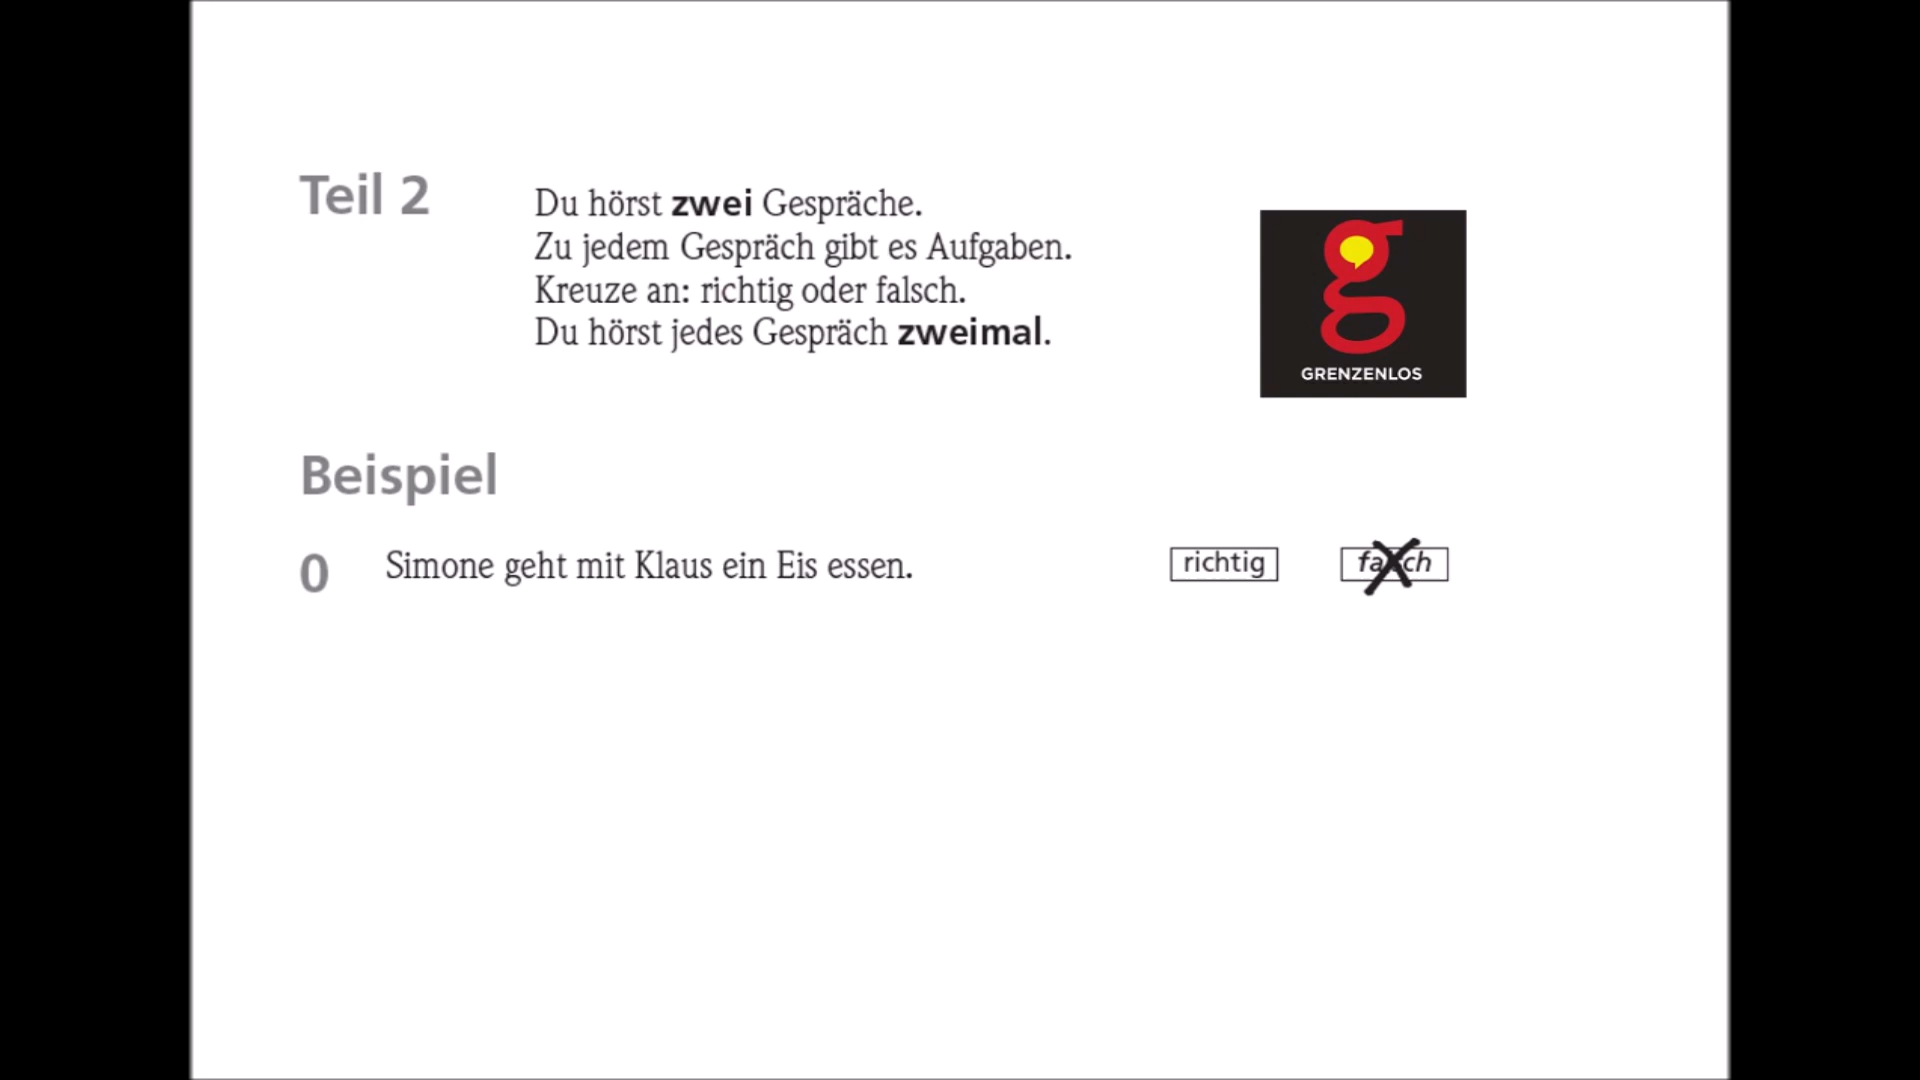 Teil 2
Du hörst zwei Gespräche.
Zu jedem Gespräch gibt es Aufgaben.
Kreuze an: richtig oder falsch.
Du hörst jedes Gespräch zweimal.
g
GRENZENLOS
Beispiel
0 Simone geht mit Klaus ein Eis essen. richtig falsch